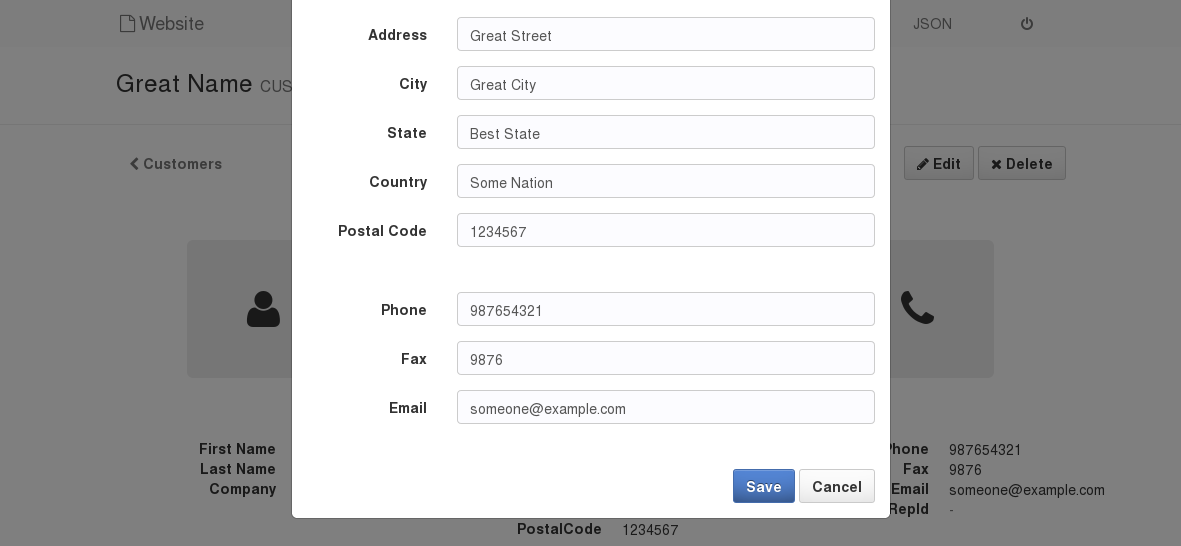 Website
JSON
Great Name CUS
Customers
Edit
Delete
Address Great Street
City Great City
State Best State
Country Some Nation
Postal Code 1234567
Phone 987654321
Fax 9876
Email someone@example.com
Save Cancel
First Name
Last Name
Company
Phone 987654321
Fax 9876
Email someone@example.com
RepId -
PostalCode 1234567